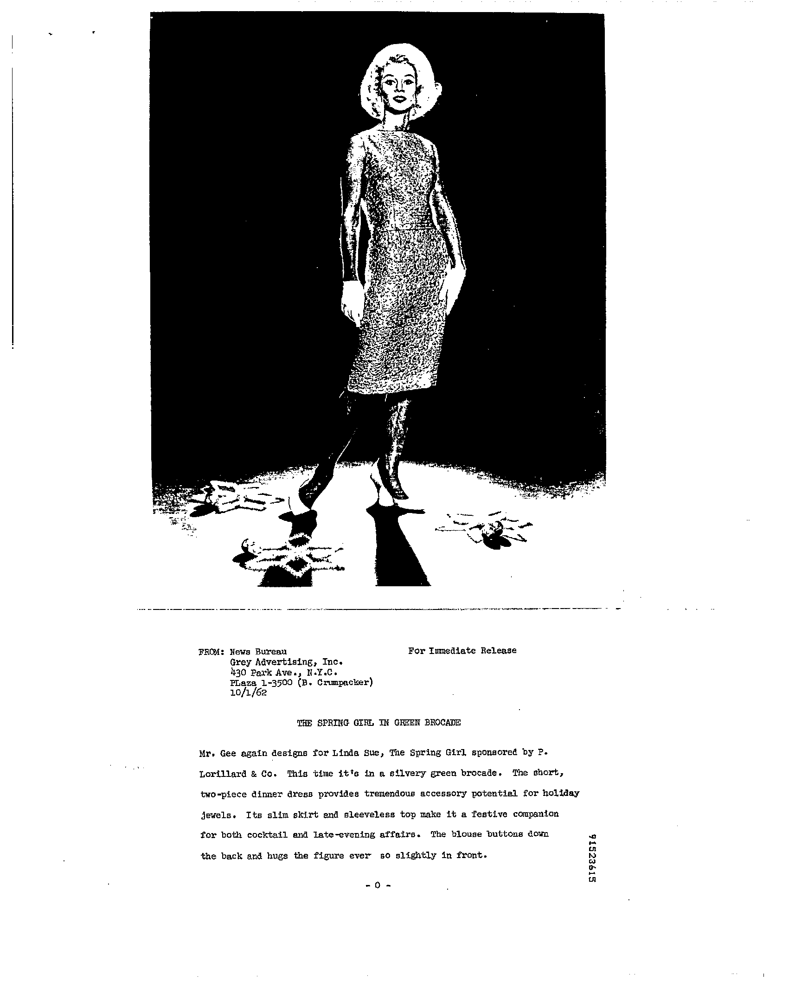 FROM: News Bureau For Immediate Release
Grey Advertising, Inc.
430 Park Ave., N.Y.C.
PLaza 1-3500 (B. Crumpacker)
10/1/62
THE SPRING GIRL IN GREEN BROCADE
Mr. Gee again designs for Linda Sue, The Spring Girl sponsored by P.
Lorillard & Co. This time it's in a silvery green brocade. The short,
two-piece dinner dress provides tremendous accessory potential for holiday
jewels. Its slim skirt and sleeveless top make it a festive companion
for both cocktail and late-evening affairs. The blouse buttons down
the back and hugs the figure ever so slightly in front.
- 0 -
91523615